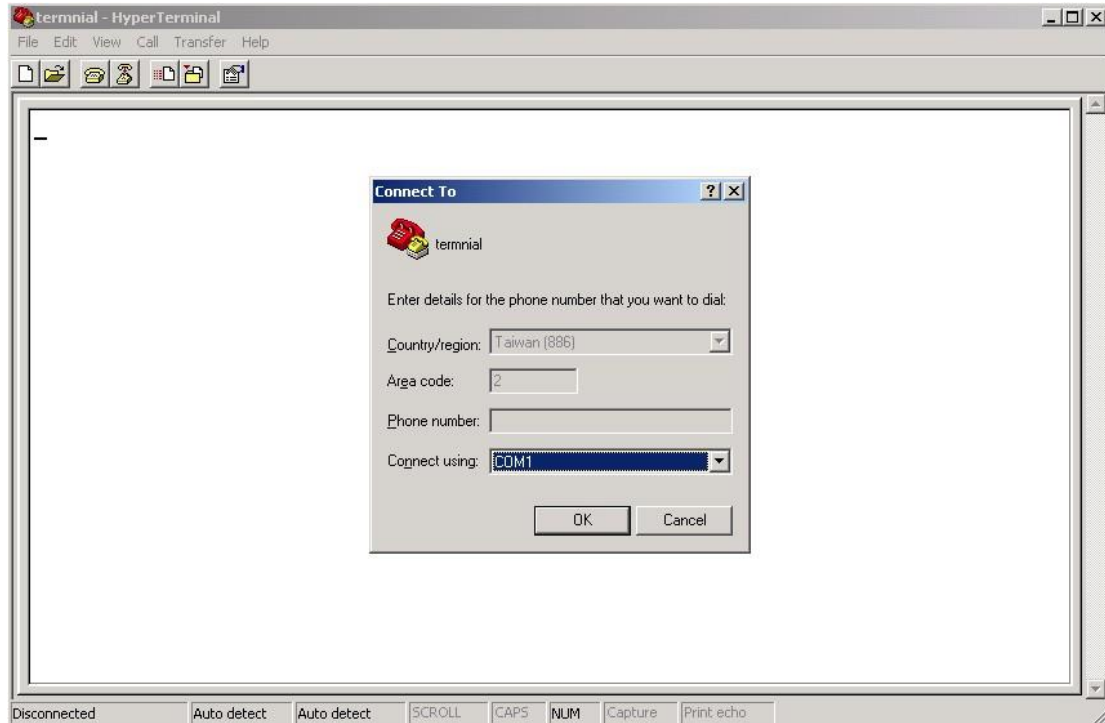 termnial - HyperTerminal
File Edit View Call Transfer Help
Connect To
termnial
Enter details for the phone number that you want to dial:
Country/region: Taiwan (886)
Area code: 2
Phone number:
Connect using: COM1
OK Cancel
Disconnected Auto detect Auto detect SCROLL CAPS NUM Capture Print echo